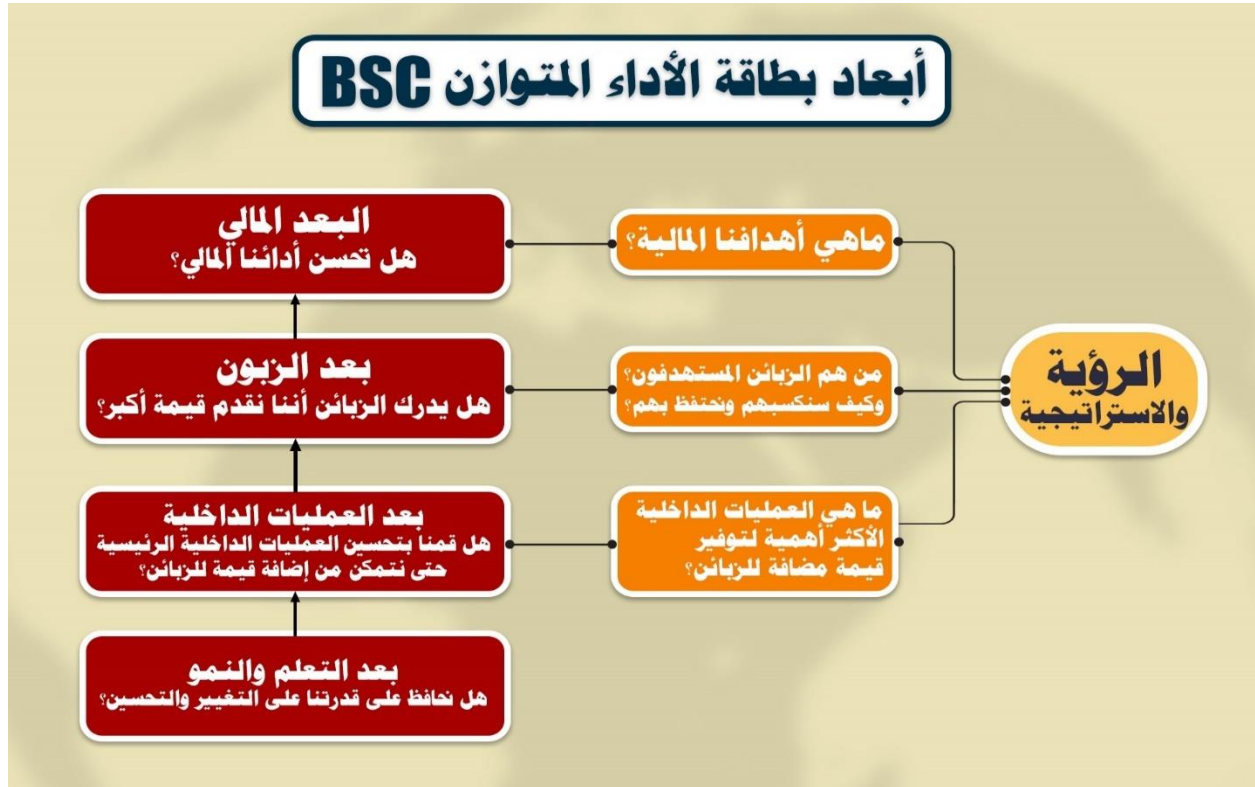 أبعاد بطاقة الأداء المتوازن BSC
الرؤية
والاستراتيجية
ماهي أهدافنا المالية؟
البعد المالي
هل تحسن أدائنا المالي؟
من هم الزبائن المستهدفون؟
وكيف سنكسبهم ونحتفظ بهم؟
بعد الزبون
هل يدرك الزبائن أننا نقدم قيمة أكبر؟
ما هي العمليات الداخلية
الأكثر أهمية لتوفير
قيمة مضافة للزبائن؟
بعد العمليات الداخلية
هل قمنا بتحسين العمليات الداخلية الرئيسية
حتى نتمكن من إضافة قيمة للزبائن؟
بعد التعلم والنمو
هل نحافظ على قدرتنا على التغيير والتحسين؟